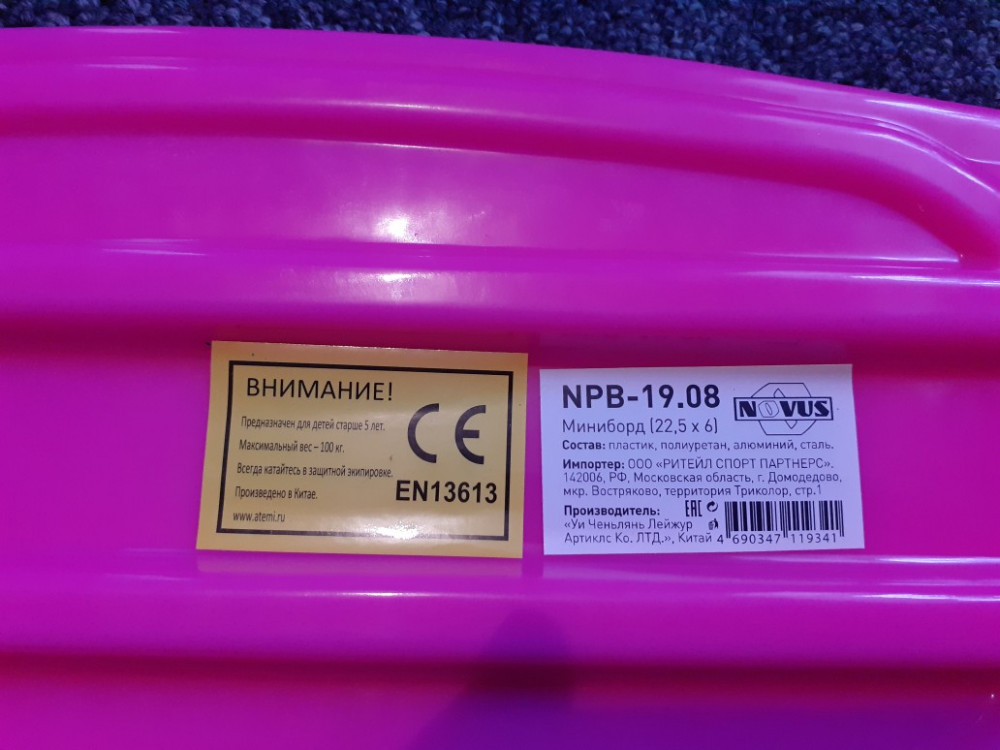 ВНИМАНИЕ!
Предназначен для детей старше 5 лет.
Максимальный вес – 100 кг.
Всегда катайтесь в защитной экипировке.
Произведено в Китае.
www.atemi.ru
CE
EN13613
NPB-19.08
NOVUS
Миниборд (22,5 x 6)
Состав: пластик, полиуретан, алюминий, сталь.
Импортер: ООО «РИТЕЙЛ СПОРТ ПАРТНЕРС».
142006, РФ, Московская область, г. Домодедово,
мкр. Востряково, территория Триколор, стр.1
Производитель:
«Уи Ченьлянь Лейжур
Артиклс Ко. ЛТД.», Китай
EAC
4 690347 119341